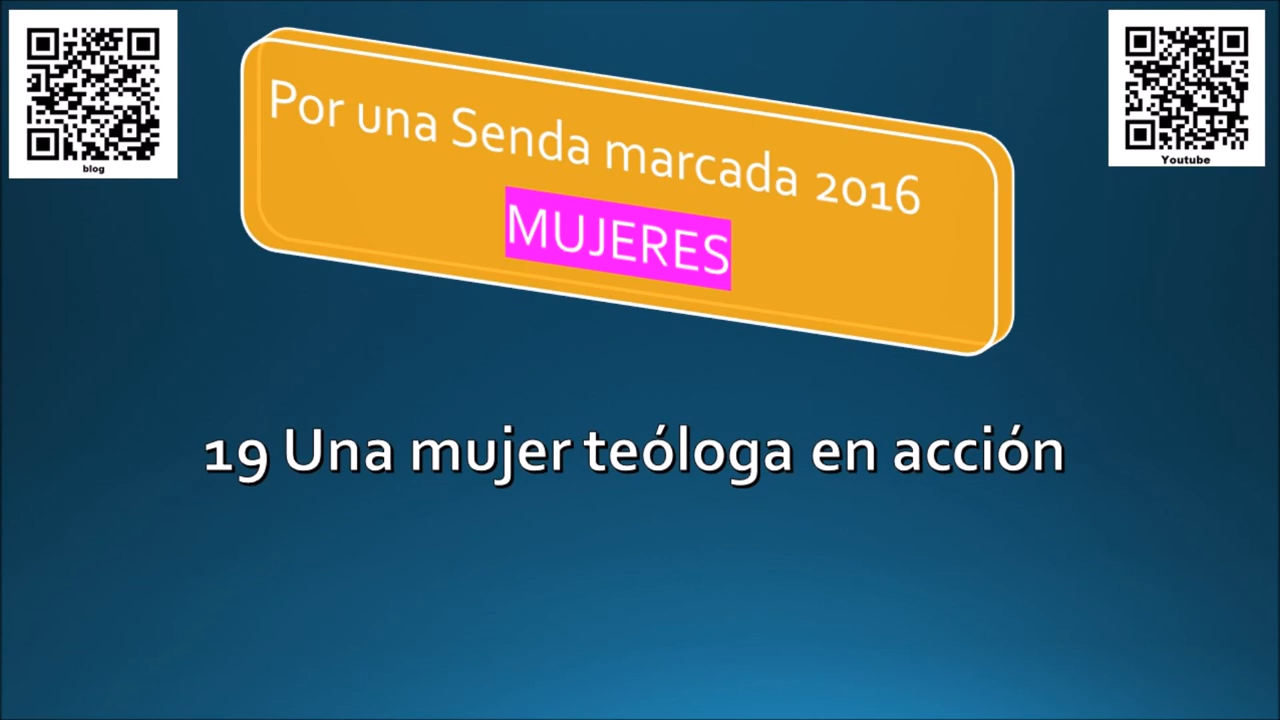 blog
Youtube
Por una Senda marcada 2016
MUJERES
19 Una mujer teóloga en acción